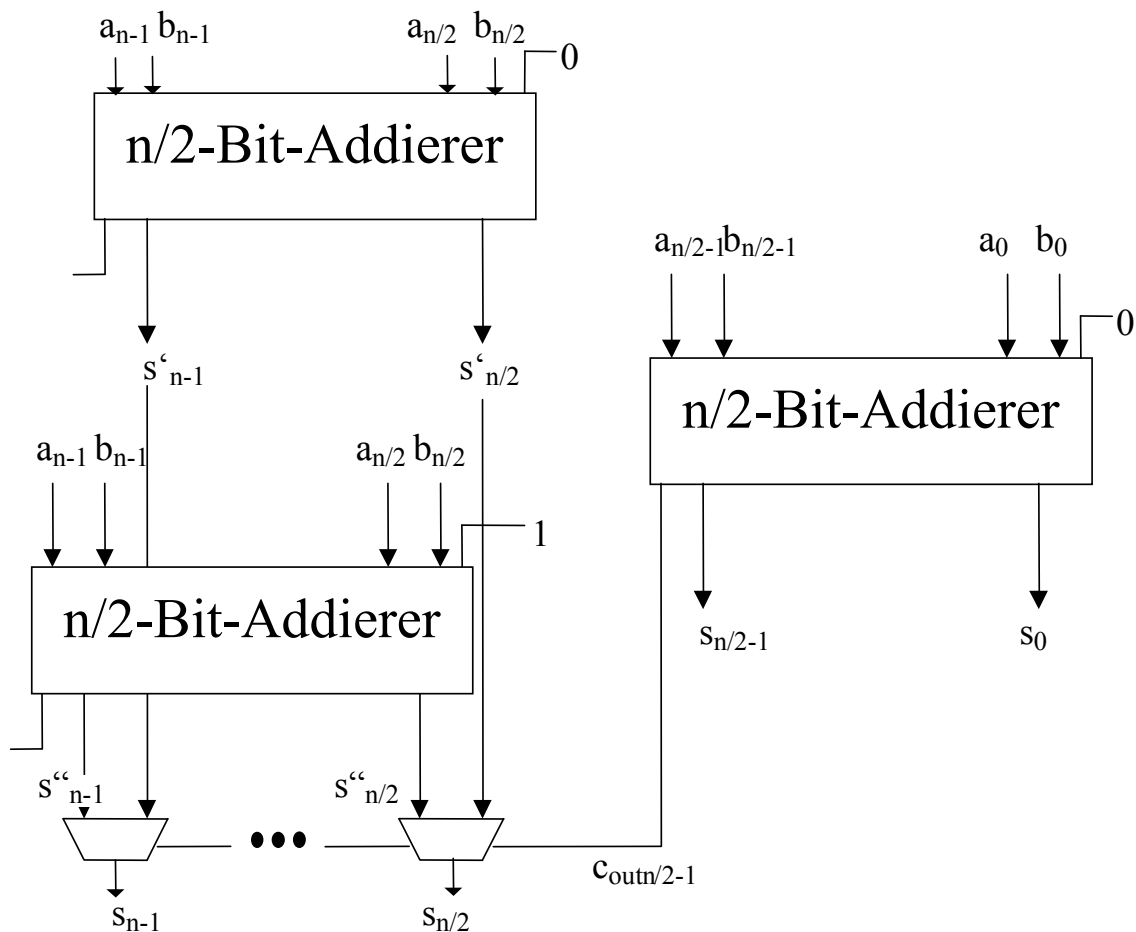 a_{n-1} b_{n-1} a_{n/2} b_{n/2} 0
n/2-Bit-Addierer
s‘_{n-1} s‘_{n/2}
a_{n/2-1} b_{n/2-1} a_0 b_0 0
n/2-Bit-Addierer
s_{n/2-1} s_0
a_{n-1} b_{n-1} a_{n/2} b_{n/2} 1
n/2-Bit-Addierer
s“_{n-1} s“_{n/2}
c_{outn/2-1}
s_{n-1} s_{n/2}